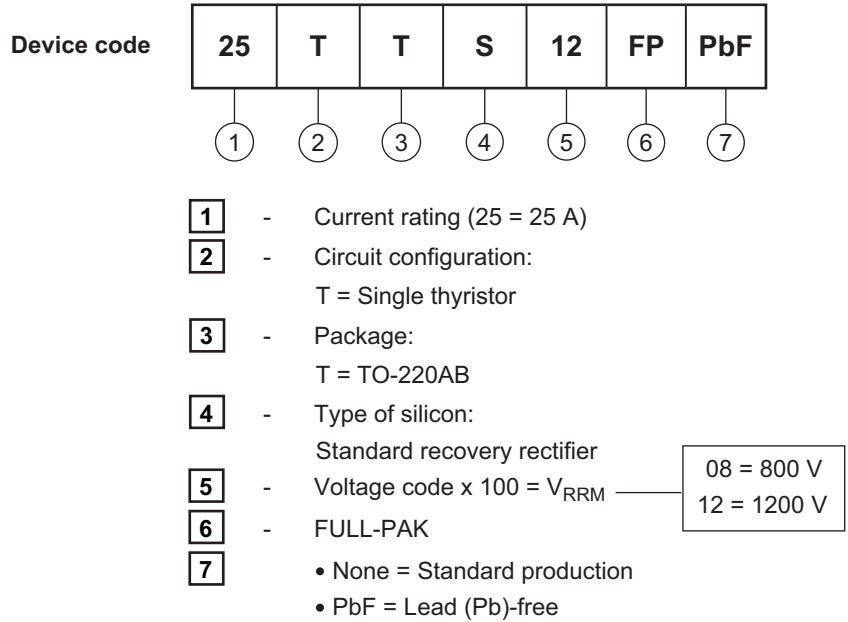 Device code 25 T T S 12 FP PbF
1 2 3 4 5 6 7
1 - Current rating (25 = 25 A)
2 - Circuit configuration:
T = Single thyristor
3 - Package:
T = TO-220AB
4 - Type of silicon:
Standard recovery rectifier
5 - Voltage code x 100 = VRRM
08 = 800 V
12 = 1200 V
6 - FULL-PAK
7 • None = Standard production
• PbF = Lead (Pb)-free